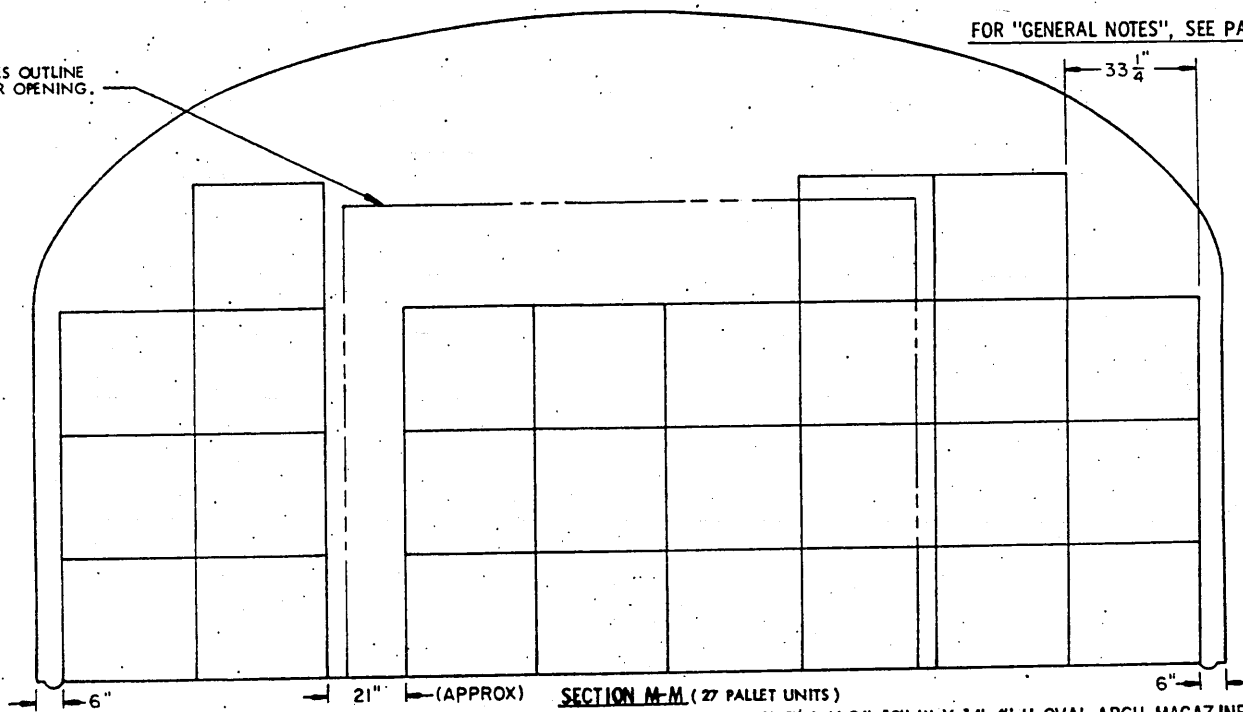 FOR "GENERAL NOTES", SEE
33 1/4"
OUTLINE
OPENING.
6"
21"
(APPROX)
SECTION M-M (27 PALLET UNITS)
6"
OVAL ARCH MAGAZINE